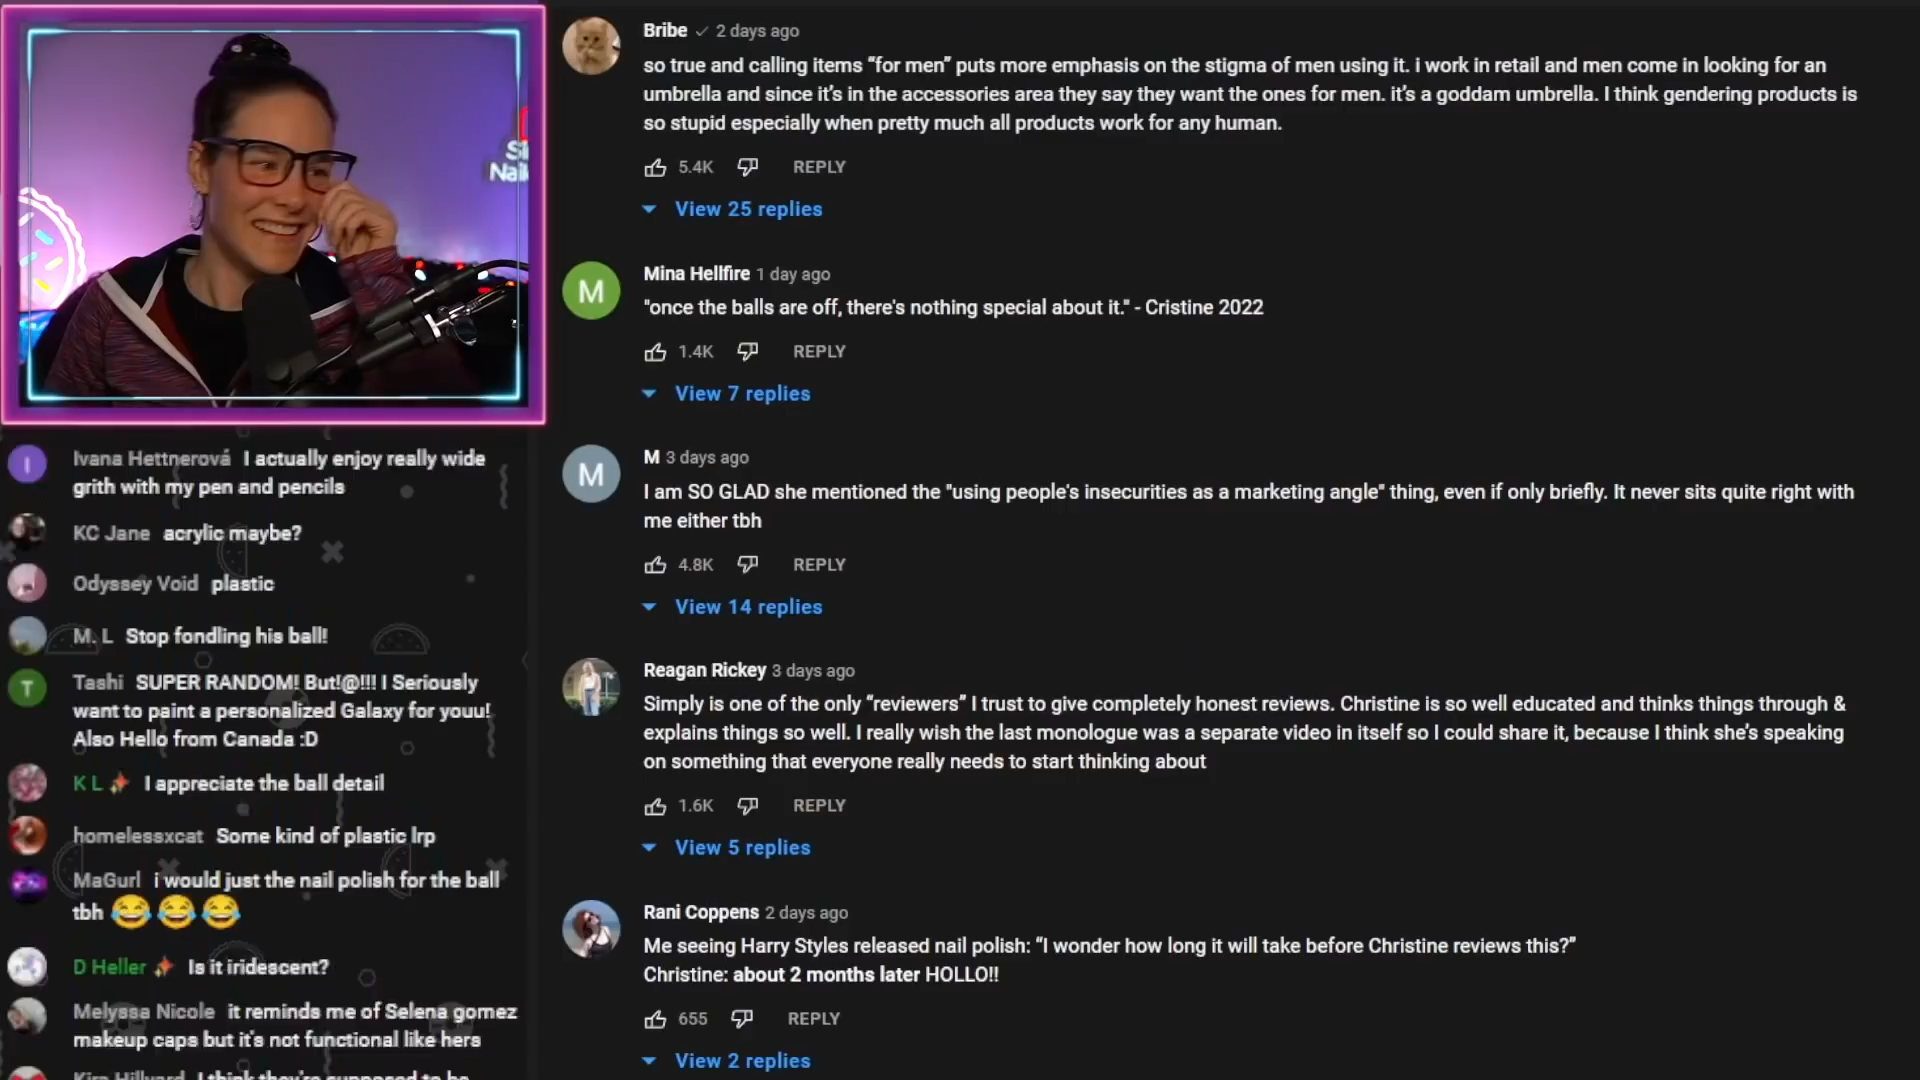 Si
Nail
Ivana Hettnerová I actually enjoy really wide
grith with my pen and pencils
KC Jane acrylic maybe?
Odyssey Void plastic
M. L Stop fondling his ball!
T
Tashi SUPER RANDOM! But!@!!! I Seriously
want to paint a personalized Galaxy for youu!
Also Hello from Canada :D
K L I appreciate the ball detail
homelessxcat Some kind of plastic lrp
MaGurl i would just the nail polish for the ball
tbh 😂 😂 😂
D Heller Is it iridescent?
Melyssa Nicole it reminds me of Selena gomez
makeup caps but it's not functional like hers
Kira Hillyard I think they're supposed to be
Bribe ✓ 2 days ago
so true and calling items “for men” puts more emphasis on the stigma of men using it. i work in retail and men come in looking for an
umbrella and since it’s in the accessories area they say they want the ones for men. it’s a goddam umbrella. I think gendering products is
so stupid especially when pretty much all products work for any human.
5.4K REPLY
View 25 replies
M
Mina Hellfire 1 day ago
"once the balls are off, there's nothing special about it." - Cristine 2022
1.4K REPLY
View 7 replies
M
M 3 days ago
I am SO GLAD she mentioned the "using people's insecurities as a marketing angle" thing, even if only briefly. It never sits quite right with
me either tbh
4.8K REPLY
View 14 replies
Reagan Rickey 3 days ago
Simply is one of the only “reviewers” I trust to give completely honest reviews. Christine is so well educated and thinks things through &
explains things so well. I really wish the last monologue was a separate video in itself so I could share it, because I think she’s speaking
on something that everyone really needs to start thinking about
1.6K REPLY
View 5 replies
Rani Coppens 2 days ago
Me seeing Harry Styles released nail polish: “I wonder how long it will take before Christine reviews this?”
Christine: about 2 months later HOLLO!!
655 REPLY
View 2 replies